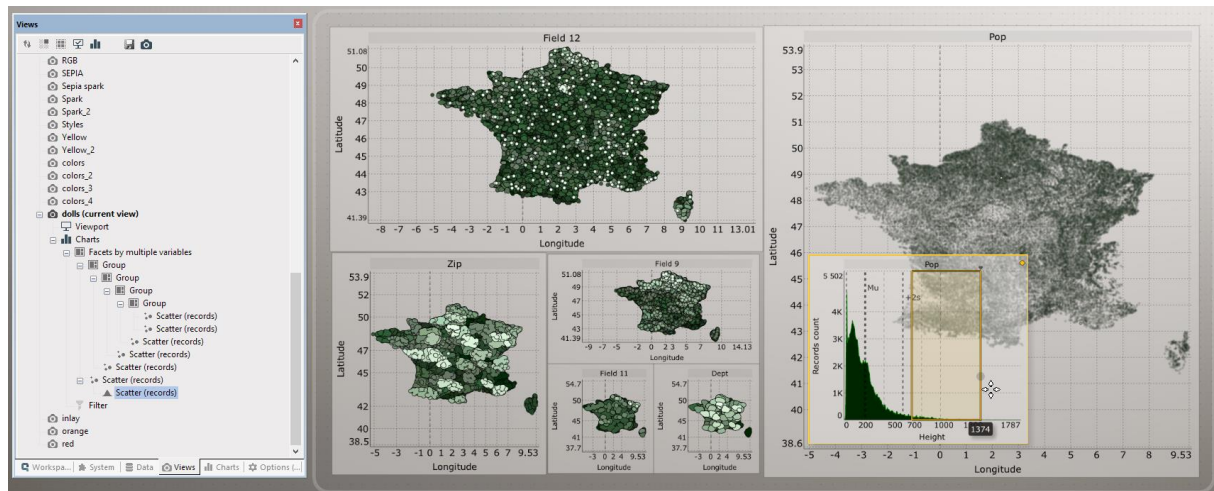 Views
RGB
SEPIA
Sepia spark
Spark
Spark_2
Styles
Yellow
Yellow_2
colors
colors_2
colors_3
colors_4
dolls (current view)
Viewport
Charts
Facets by multiple variables
Group
Group
Group
Group
Scatter (records)
Scatter (records)
Scatter (records)
Scatter (records)
Scatter (records)
Scatter (records)
Scatter (records)
Filter
inlay
orange
red
Workspa... System Data Views Charts Options (...
Field 12
Latitude
51.08
50
49
48
47
46
45
44
43
41.39
-8 -7 -6 -5 -4 -3 -2 -1 0 1 2 3 4 5 6 7 8 9 10 11 13.01
Longitude
Zip
Latitude
53.9
52
50
47
45
42
40
38.5
-5 -3 -2 -1 0 1 2 3 4 5 6 7 9.53
Longitude
Field 9
Latitude
51.08
49
47
45
43
41.39
-9 -7 -5 -3 0 2 4 6 8 10 14.13
Longitude
Field 11
Latitude
54.7
50
45
41
37.7
-3 0 2 4 9.53
Longitude
Dept
Latitude
54.7
50
45
41
37.7
-3 0 2 4 9.53
Longitude
Pop
Latitude
53.9
53
52
51
50
49
48
47
46
45
44
43
42
41
40
38.6
-5 -4 -3 -2 -1 0 1 2 3 4 5 6 7 8 9.53
Longitude
Pop
Records count
5 502
4K
3K
2K
1K
0
Mu
+2s
0 200 500 700 1000 1787
1374
Height